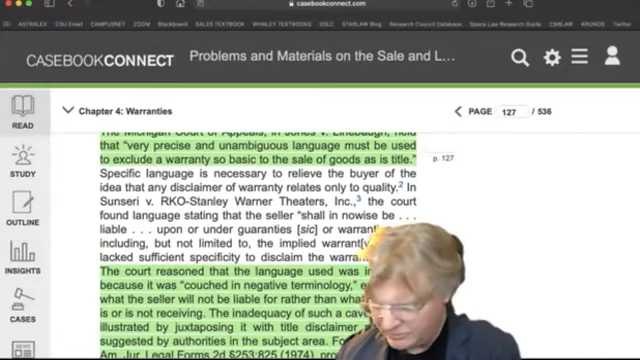 casebookconnect.com
ASTRALEX CSU Email CAMPUSNET ZOOM Blackboard SALES TEXTBOOK WHALEY TEXTBOOKS STARLAW Blog Research Council Database Space Law Research Guide CIVSLAW KRONOS Twitter
CASEBOOKCONNECT
Problems and Materials on the Sale and L...
Chapter 4: Warranties
PAGE 127 / 536
READ
STUDY
OUTLINE
INSIGHTS
CASES
The Michigan Court of Appeals, in Jones v. Linebaugh, held
that "very precise and unambiguous language must be used
to exclude a warranty so basic to the sale of goods as is title."
p. 127
Specific language is necessary to relieve the buyer of the
idea that any disclaimer of warranty relates only to quality.2 In
Sunseri v. RKO-Stanley Warner Theaters, Inc.,3 the court
found language stating that the seller "shall in nowise be . . .
liable . . . upon or under guaranties [sic] or warran
including, but not limited to, the implied warrant[
lacked sufficient specificity to disclaim the warran
The court reasoned that the language used was in
because it was "couched in negative terminology,"
what the seller will not be liable for rather than wha
is or is not receiving. The inadequacy of such a cav
illustrated by juxtaposing it with title disclaimer
suggested by authorities in the subject area. Fo
Am. Jur. Legal Forms 2d §253:825 (1974), pro